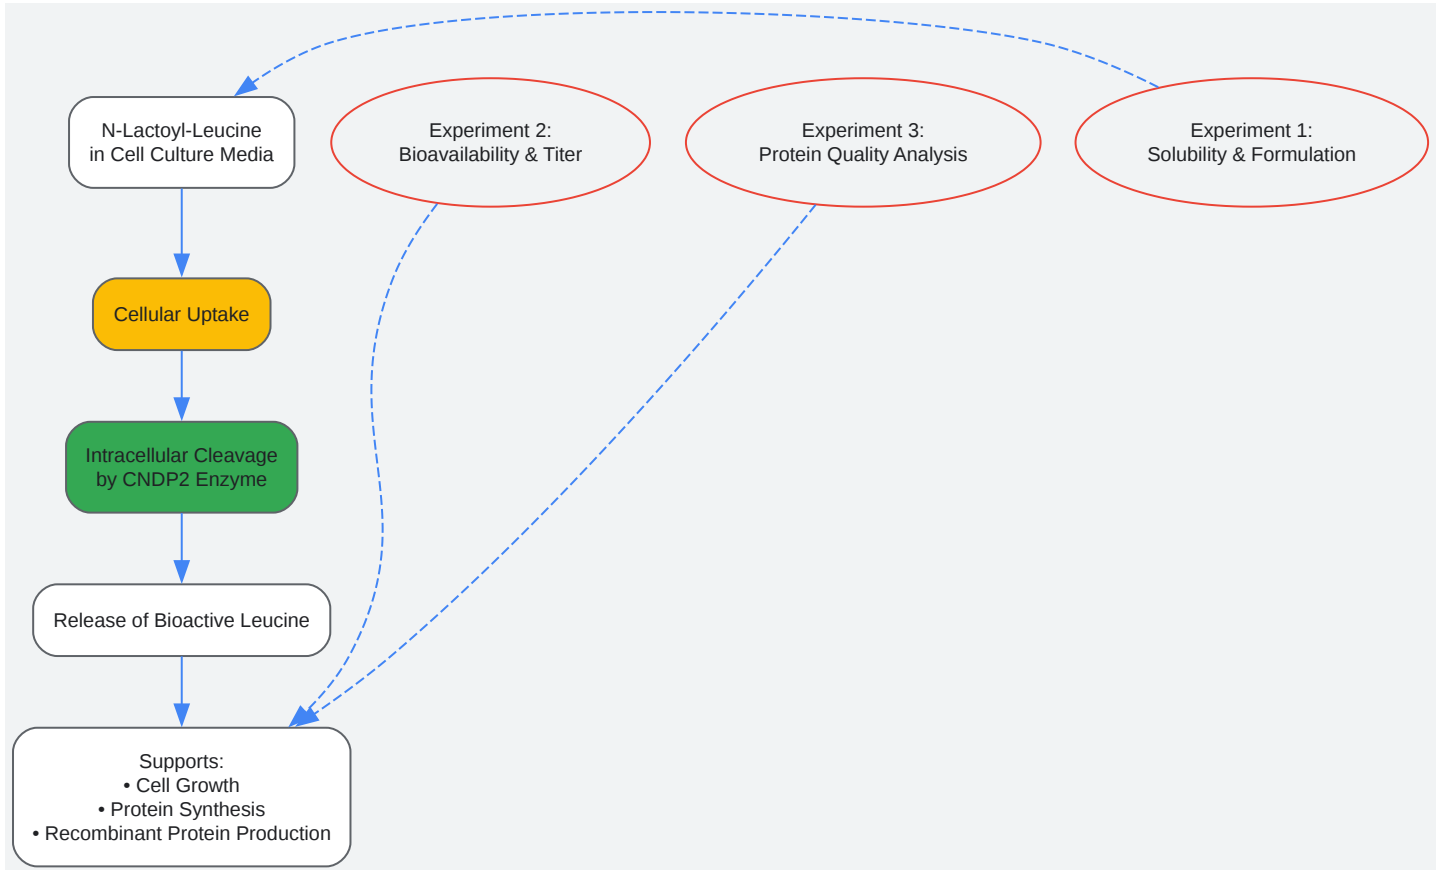 N-Lactoyl-Leucine
in Cell Culture Media
Experiment 2:
Bioavailability & Titer
Experiment 3:
Protein Quality Analysis
Experiment 1:
Solubility & Formulation
Cellular Uptake
Intracellular Cleavage
by CNDP2 Enzyme
Release of Bioactive Leucine
Supports:
• Cell Growth
• Protein Synthesis
• Recombinant Protein Production